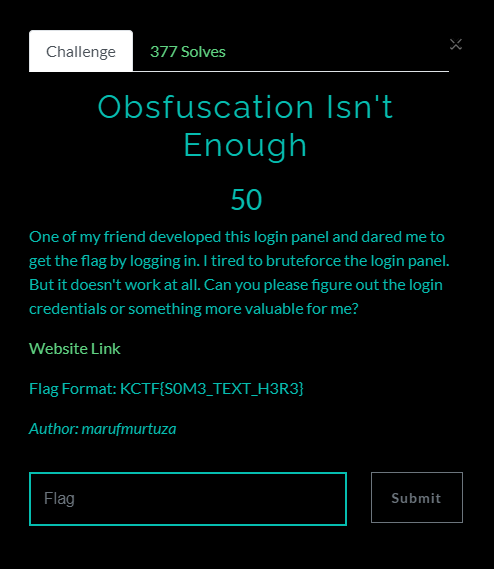 Challenge
377 Solves
Obsfuscation Isn't
Enough
50
One of my friend developed this login panel and dared me to
get the flag by logging in. I tired to bruteforce the login panel.
But it doesn't work at all. Can you please figure out the login
credentials or something more valuable for me?
Website Link
Flag Format: KCTF{S0M3_TEXT_H3R3}
Author: marufmurtuza
Flag
Submit